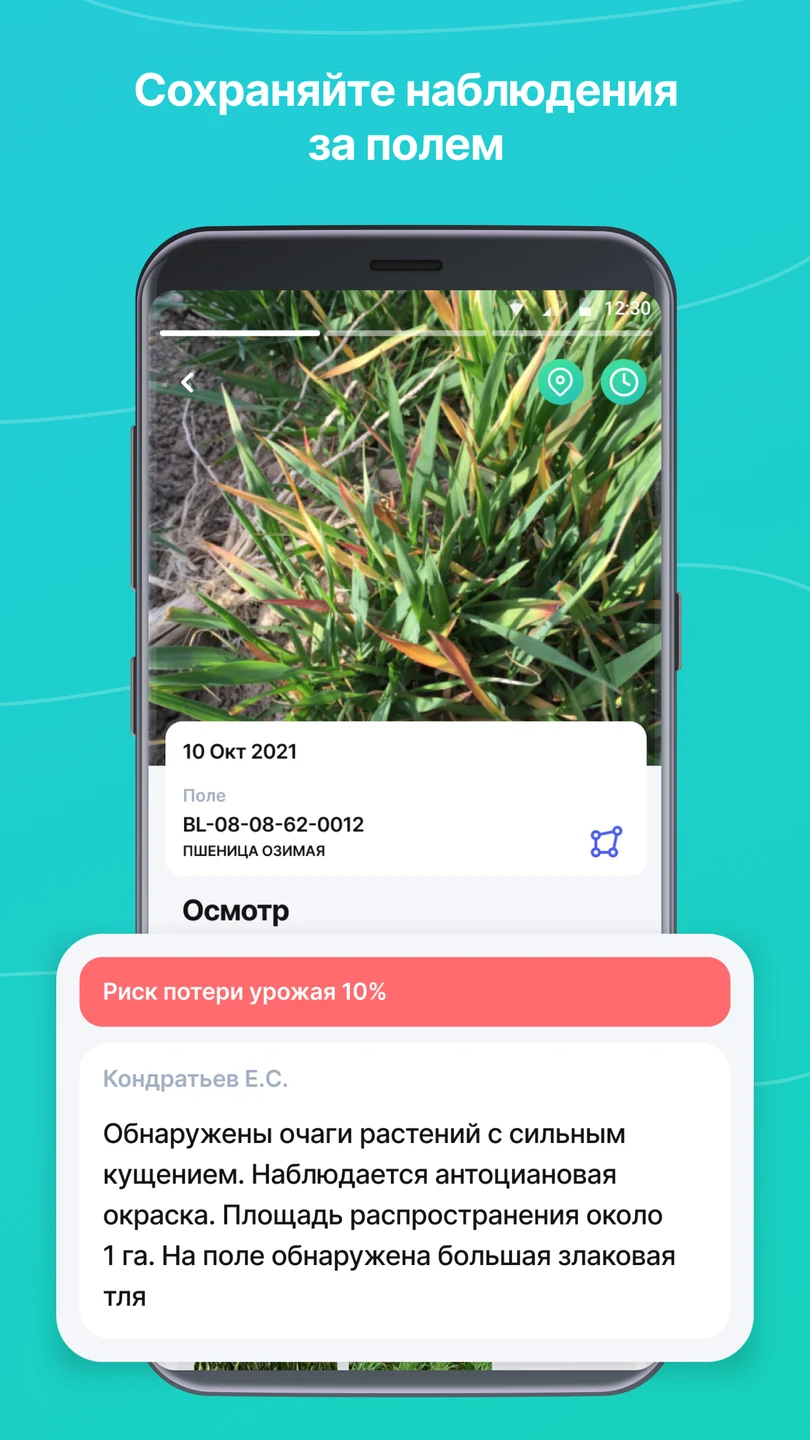 Сохраняйте наблюдения
за полем
12:30
10 Окт 2021
Поле
BL-08-08-62-0012
ПШЕНИЦА ОЗИМАЯ
Осмотр
Риск потери урожая 10%
Кондратьев Е.С.
Обнаружены очаги растений с сильным
кущением. Наблюдается антоциановая
окраска. Площадь распространения около
1 га. На поле обнаружена большая злаковая
тля